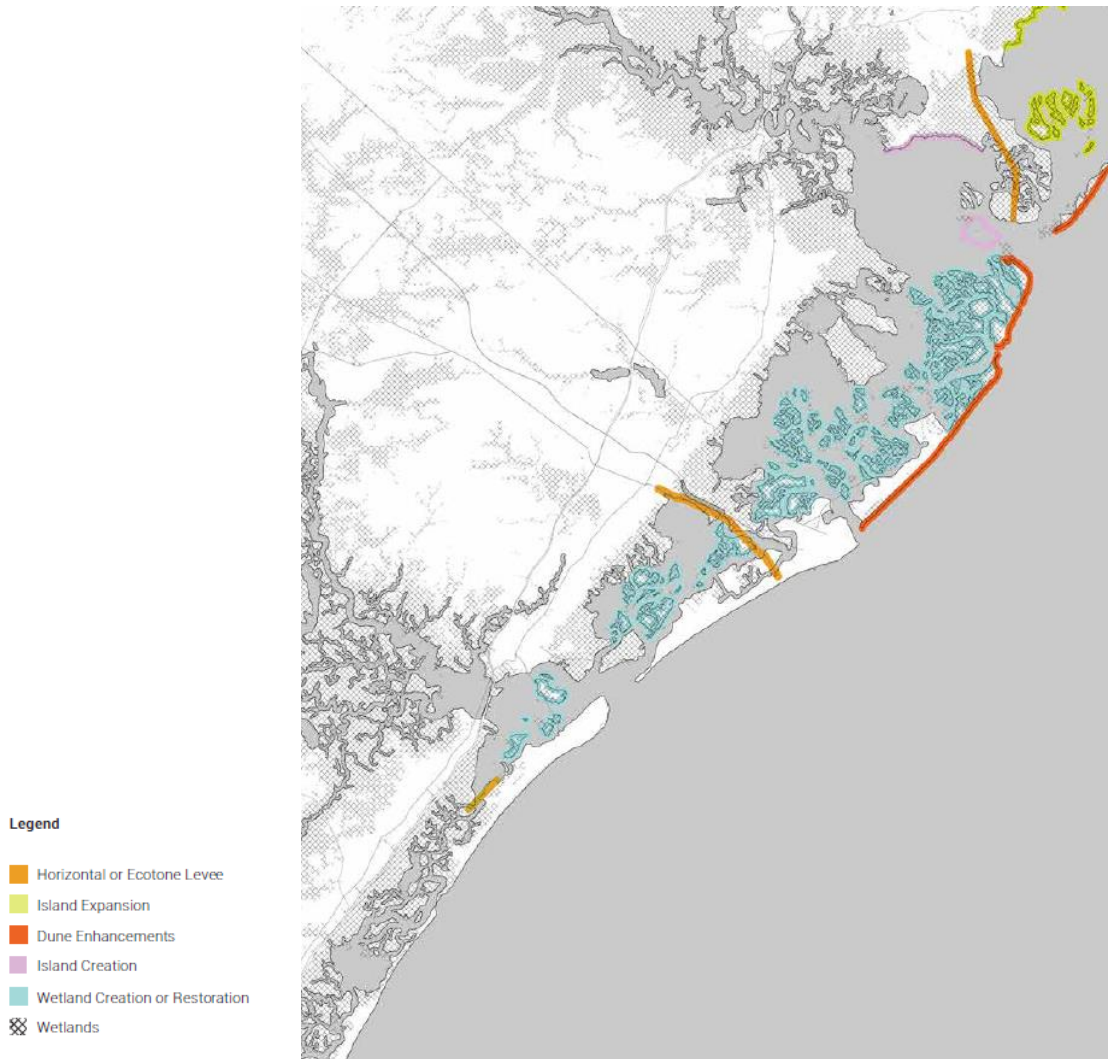 Legend
Horizontal or Ecotone Levee
Island Expansion
Dune Enhancements
Island Creation
Wetland Creation or Restoration
Wetlands